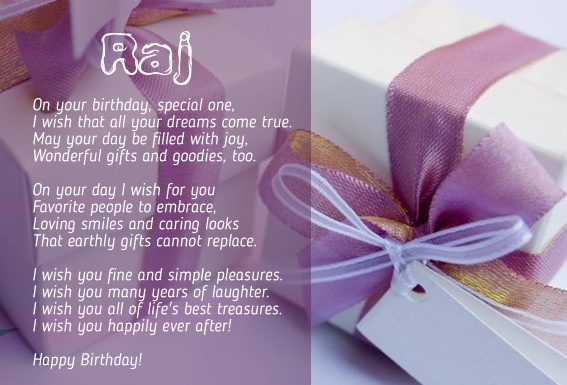 Raj
On your birthday, special one,
I wish that all your dreams come true.
May your day be filled with joy,
Wonderful gifts and goodies, too.
On your day I wish for you
Favorite people to embrace,
Loving smiles and caring looks
That earthly gifts cannot replace.
I wish you fine and simple pleasures.
I wish you many years of laughter.
I wish you all of life's best treasures.
I wish you happily ever after!
Happy Birthday!